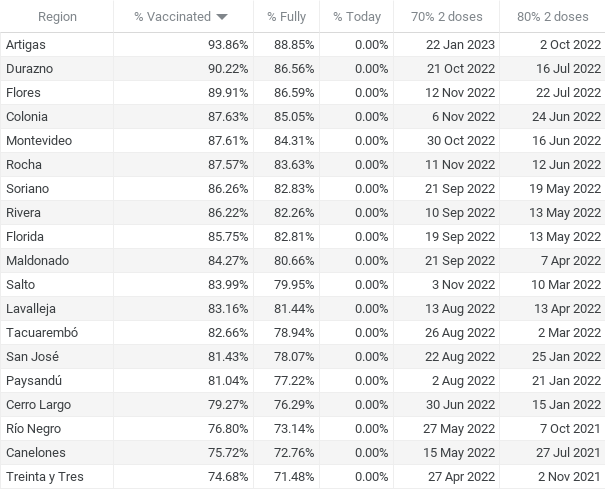 Region % Vaccinated % Fully % Today 70% 2 doses 80% 2 doses
Artigas 93.86% 88.85% 0.00% 22 Jan 2023 2 Oct 2022
Durazno 90.22% 86.56% 0.00% 21 Oct 2022 16 Jul 2022
Flores 89.91% 86.59% 0.00% 12 Nov 2022 22 Jul 2022
Colonia 87.63% 85.05% 0.00% 6 Nov 2022 24 Jun 2022
Montevideo 87.61% 84.31% 0.00% 30 Oct 2022 16 Jun 2022
Rocha 87.57% 83.63% 0.00% 11 Nov 2022 12 Jun 2022
Soriano 86.26% 82.83% 0.00% 21 Sep 2022 19 May 2022
Rivera 86.22% 82.26% 0.00% 10 Sep 2022 13 May 2022
Florida 85.75% 82.81% 0.00% 19 Sep 2022 13 May 2022
Maldonado 84.27% 80.66% 0.00% 21 Sep 2022 7 Apr 2022
Salto 83.99% 79.95% 0.00% 3 Nov 2022 10 Mar 2022
Lavalleja 83.16% 81.44% 0.00% 13 Aug 2022 13 Apr 2022
Tacuarembó 82.66% 78.94% 0.00% 26 Aug 2022 2 Mar 2022
San José 81.43% 78.07% 0.00% 22 Aug 2022 25 Jan 2022
Paysandú 81.04% 77.22% 0.00% 2 Aug 2022 21 Jan 2022
Cerro Largo 79.27% 76.29% 0.00% 30 Jun 2022 15 Jan 2022
Río Negro 76.80% 73.14% 0.00% 27 May 2022 7 Oct 2021
Canelones 75.72% 72.76% 0.00% 15 May 2022 27 Jul 2021
Treinta y Tres 74.68% 71.48% 0.00% 27 Apr 2022 2 Nov 2021